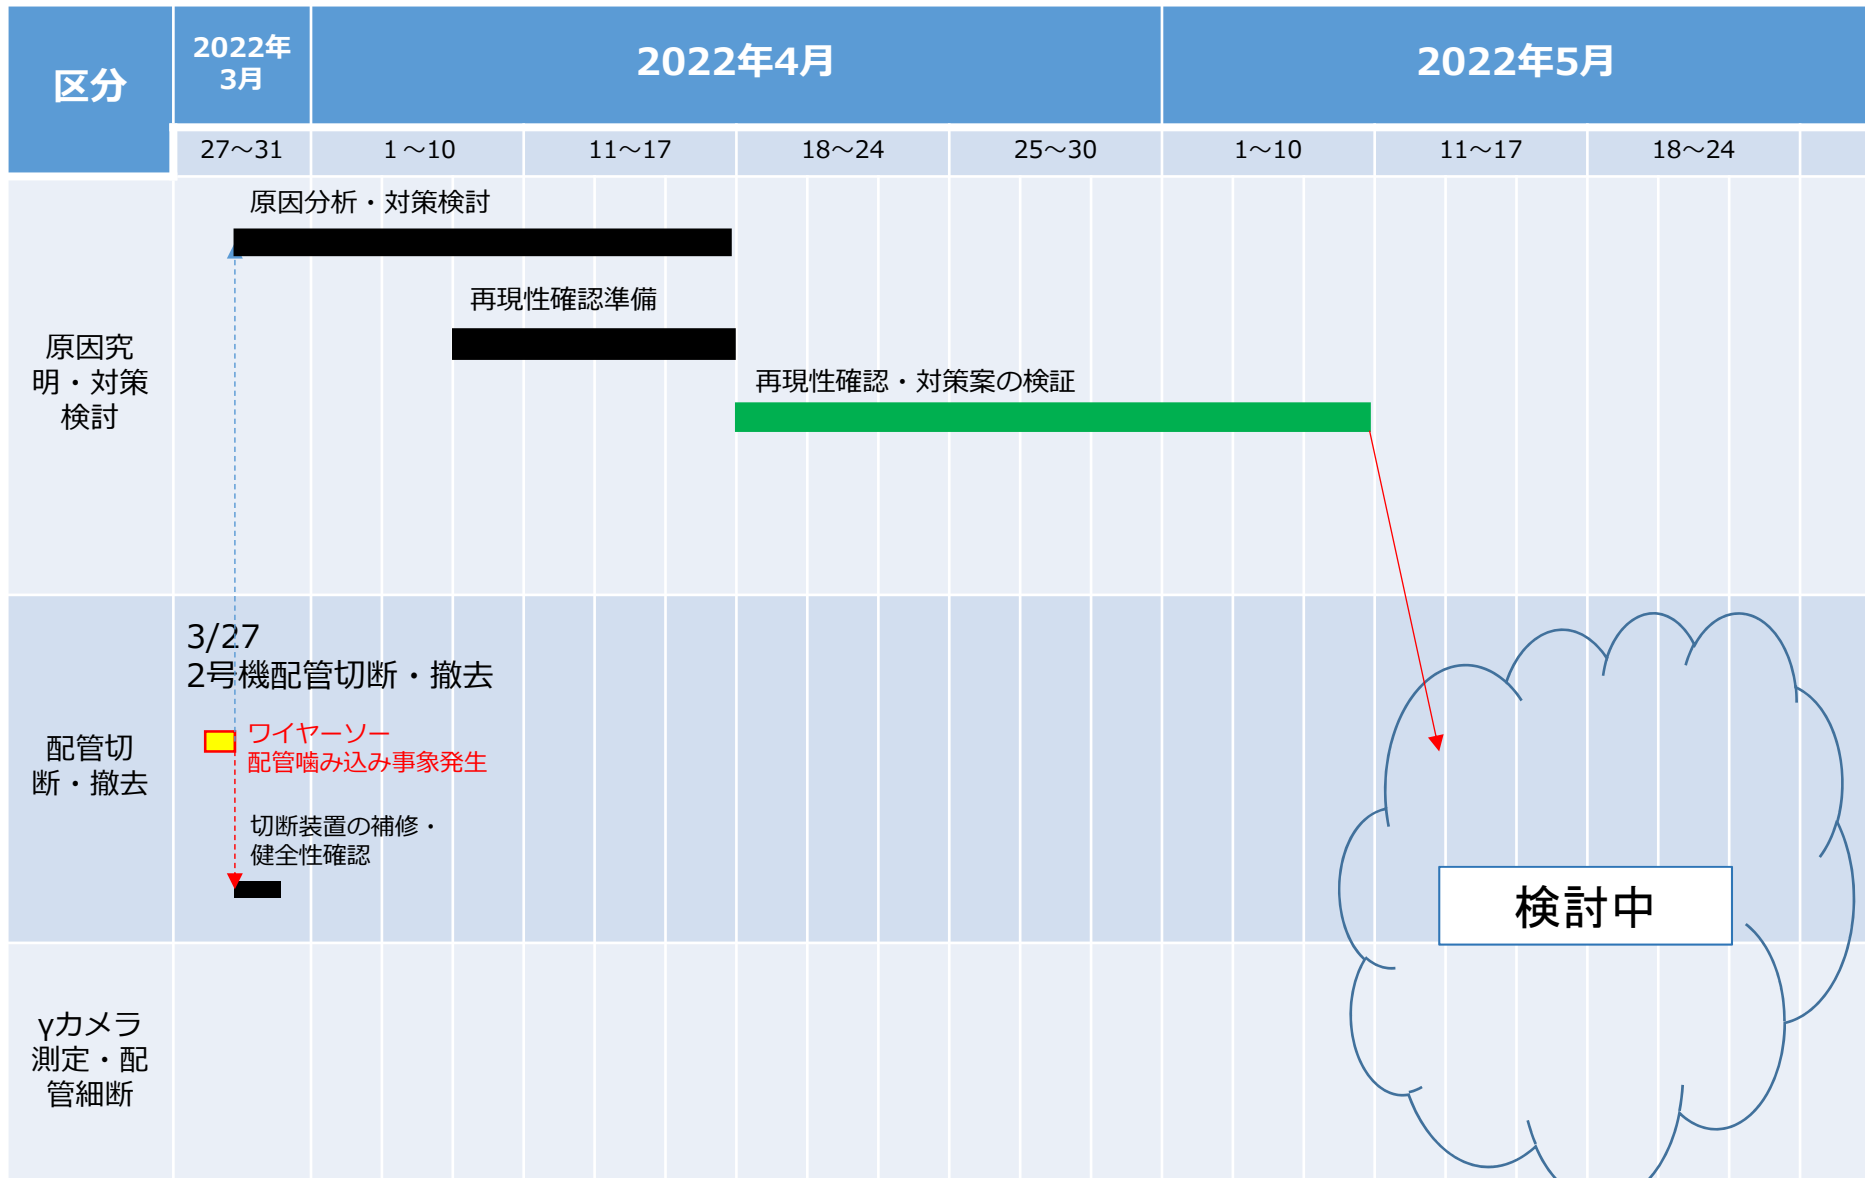 区分
2022年
3月
2022年4月
2022年5月
27～31
1～10
11～17
18～24
25～30
1～10
11～17
18～24
原因究
明・対策
検討
原因分析・対策検討
再現性確認準備
再現性確認・対策案の検証
配管切
断・撤去
3/27
2号機配管切断・撤去
ワイヤーソー
配管噛み込み事象発生
切断装置の補修・
健全性確認
検討中
γカメラ
測定・配
管細断